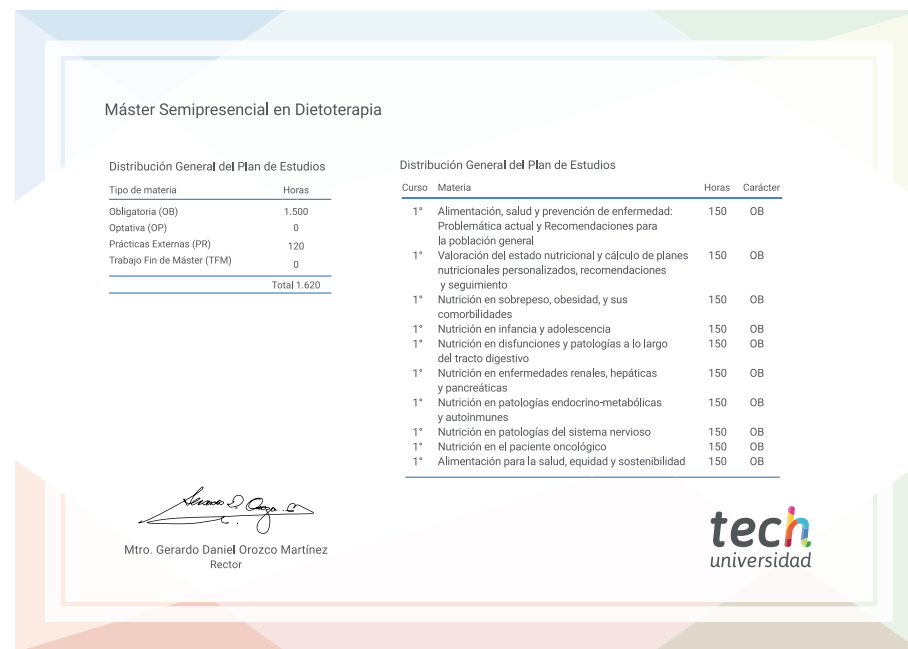 Máster Semipresencial en Dietoterapia
Distribución General del Plan de Estudios
Tipo de materia Horas
Obligatoria (OB) 1.500
Optativa (OP) 0
Prácticas Externas (PR) 120
Trabajo Fin de Máster (TFM) 0
Total 1.620
Distribución General del Plan de Estudios
Curso Materia Horas Carácter
1° Alimentación, salud y prevención de enfermedad: 150 OB
Problemática actual y Recomendaciones para
la población general
1° Valoración del estado nutricional y cálculo de planes 150 OB
nutricionales personalizados, recomendaciones
y seguimiento
1° Nutrición en sobrepeso, obesidad, y sus 150 OB
comorbilidades
1° Nutrición en infancia y adolescencia 150 OB
1° Nutrición en disfunciones y patologías a lo largo 150 OB
del tracto digestivo
1° Nutrición en enfermedades renales, hepáticas 150 OB
y pancreáticas
1° Nutrición en patologías endocrino-metabólicas 150 OB
y autoinmunes
1° Nutrición en patologías del sistema nervioso 150 OB
1° Nutrición en el paciente oncológico 150 OB
1° Alimentación para la salud, equidad y sostenibilidad 150 OB
Mtro. Gerardo Daniel Orozco Martínez
Rector
tech
universidad